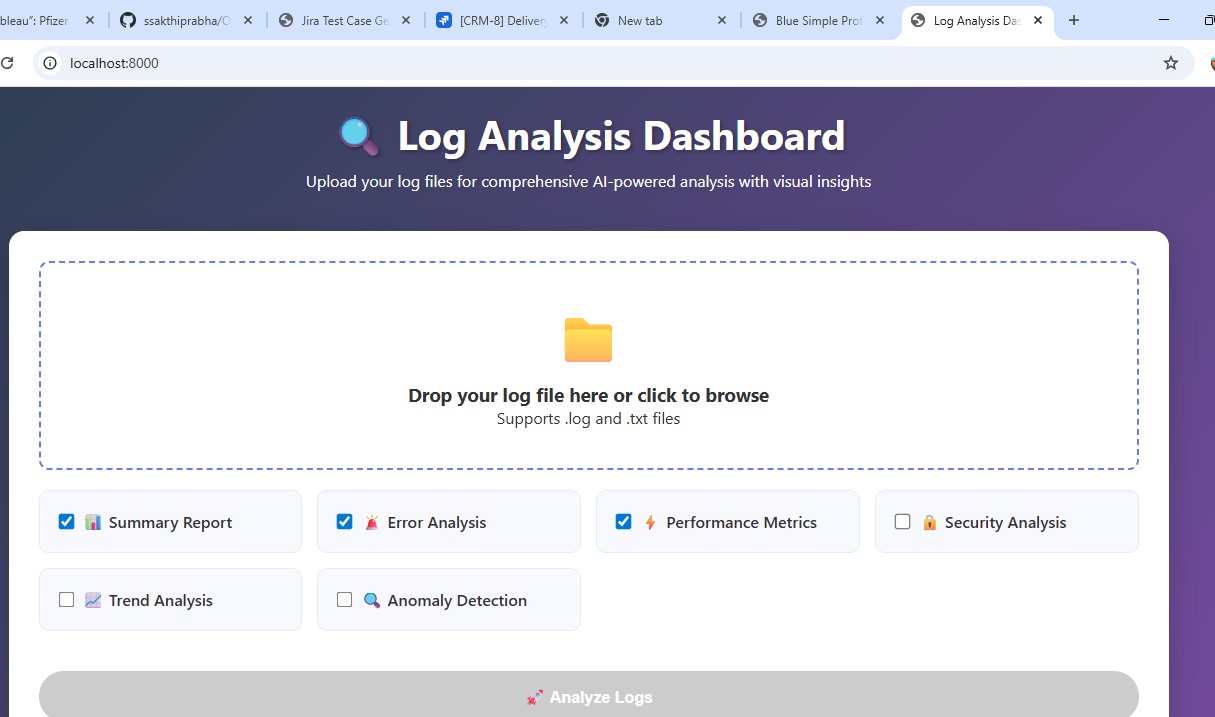 bleau": Pfizer
ssakthiprabha/
Jira Test Case Ge
[CRM-8] Delivery
New tab
Blue Simple Prof
Log Analysis Das
localhost:8000
Log Analysis Dashboard
Upload your log files for comprehensive AI-powered analysis with visual insights
Drop your log file here or click to browse
Supports .log and .txt files
Summary Report
Error Analysis
Performance Metrics
Security Analysis
Trend Analysis
Anomaly Detection
Analyze Logs